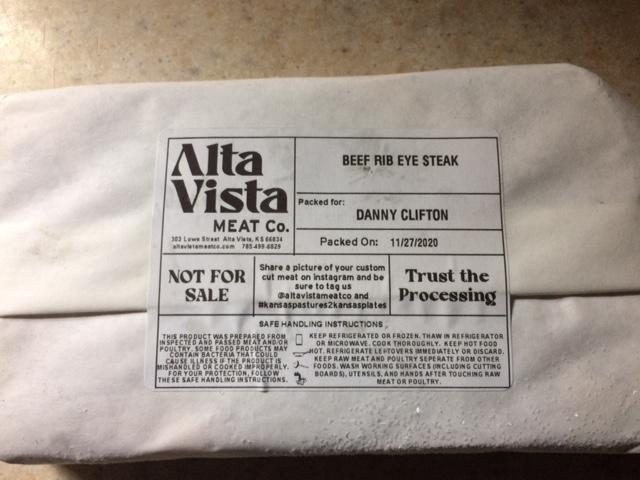 Alta
Vista
MEAT Co.
303 Lowe Street Alta Vista, KS 66834
altavistameatco.com 785-499-6829
BEEF RIB EYE STEAK
Packed for:
DANNY CLIFTON
Packed On: 11/27/2020
NOT FOR
SALE
Share a picture of your custom
cut meat on instagram and be
sure to tag us
@altavistameatco and
#kansaspastures2kansasplates
Trust the
Processing
SAFE HANDLING INSTRUCTIONS
THIS PRODUCT WAS PREPARED FROM
INSPECTED AND PASSED MEAT AND/OR
POULTRY. SOME FOOD PRODUCTS MAY
CONTAIN BACTERIA THAT COULD
CAUSE ILLNESS IF THE PRODUCT IS
MISHANDLED OR COOKED IMPROPERLY.
FOR YOUR PROTECTION, FOLLOW
THESE SAFE HANDLING INSTRUCTIONS.
KEEP REFRIGERATED OR FROZEN. THAW IN REFRIGERATOR
OR MICROWAVE. COOK THOROUGHLY. KEEP HOT FOOD
HOT. REFRIGERATE LEFTOVERS IMMEDIATELY OR DISCARD.
KEEP RAW MEAT AND POULTRY SEPERATE FROM OTHER
FOODS. WASH WORKING SURFACES (INCLUDING CUTTING
BOARDS), UTENSILS, AND HANDS AFTER TOUCHING RAW
MEAT OR POULTRY.